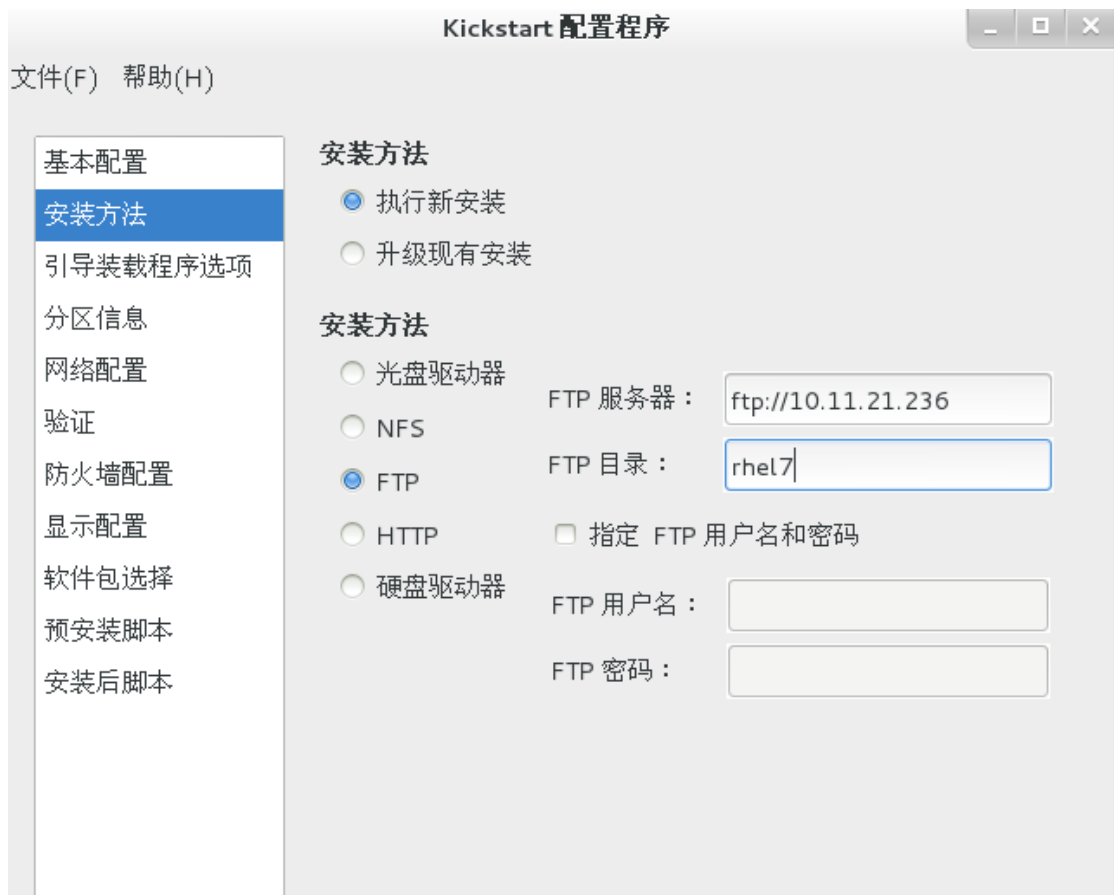 Kickstart 配置程序
文件(F) 帮助(H)
基本配置
安装方法
引导装载程序选项
分区信息
网络配置
验证
防火墙配置
显示配置
软件包选择
预安装脚本
安装后脚本
安装方法
执行新安装
升级现有安装
安装方法
光盘驱动器
NFS
FTP
HTTP
硬盘驱动器
FTP 服务器： ftp://10.11.21.236
FTP 目录： rhel7
指定 FTP 用户名和密码
FTP 用户名：
FTP 密码：